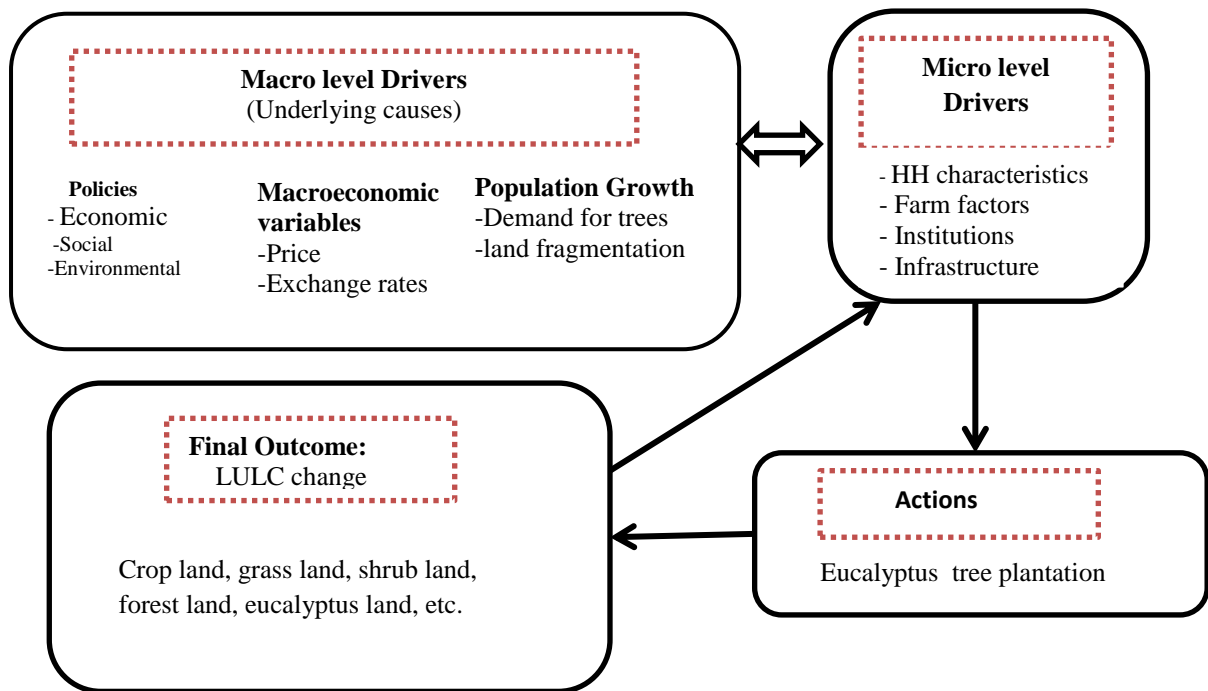 Macro level Drivers
(Underlying causes)
Policies
- Economic
-Social
-Environmental
Macroeconomic
variables
-Price
-Exchange rates
Population Growth
-Demand for trees
-land fragmentation
Micro level
Drivers
- HH characteristics
- Farm factors
- Institutions
- Infrastructure
Final Outcome:
LULC change
Crop land, grass land, shrub land,
forest land, eucalyptus land, etc.
Actions
Eucalyptus tree plantation